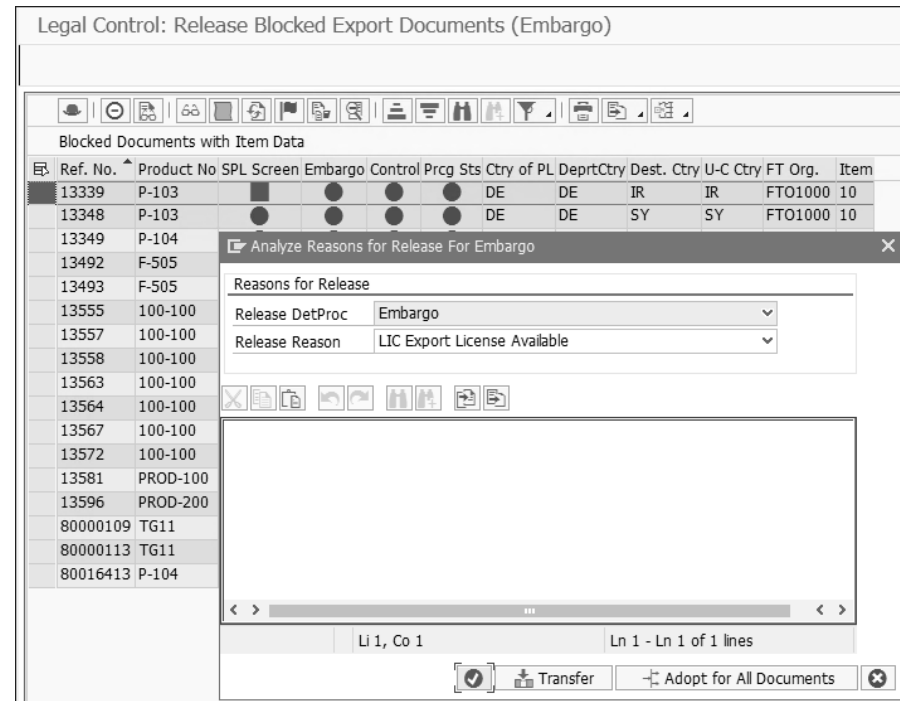 Legal Control: Release Blocked Export Documents (Embargo)
Blocked Documents with Item Data
Ref. No. Product No SPL Screen Embargo Control Prcg Sts Ctry of PL DeprtCtry Dest. Ctry U-C Ctry FT Org. Item
13339 P-103 DE DE IR IR FTO1000 10
13348 P-103 DE DE SY SY FTO1000 10
13349 P-104
13492 F-505
13493 F-505
13555 100-100
13557 100-100
13558 100-100
13563 100-100
13564 100-100
13567 100-100
13572 100-100
13581 PROD-100
13596 PROD-200
80000109 TG11
80000113 TG11
80016413 P-104
Analyze Reasons for Release For Embargo
Reasons for Release
Release DetProc Embargo
Release Reason LIC Export License Available
Li 1, Co 1 Ln 1 - Ln 1 of 1 lines
Transfer Adopt for All Documents